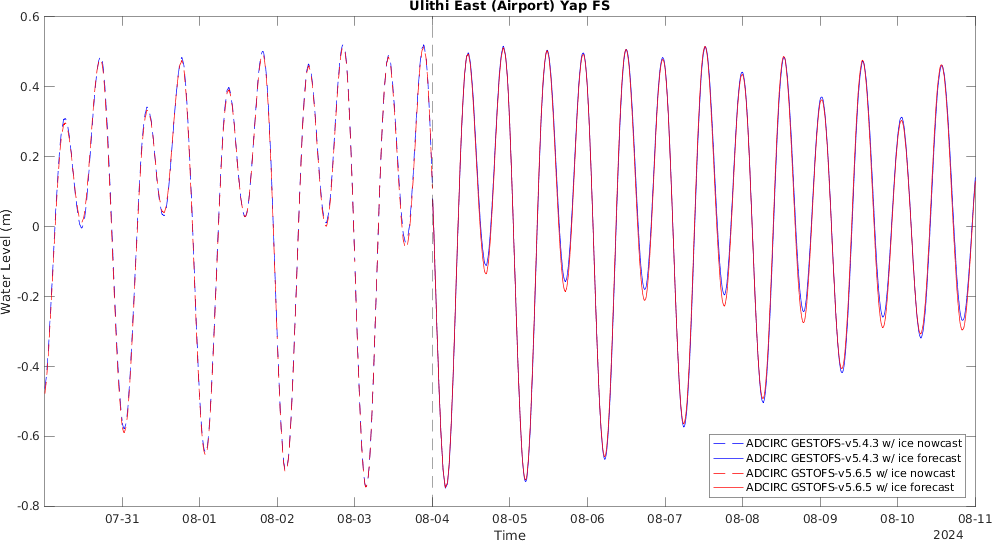 Ulithi East (Airport) Yap FS
Water Level (m)
0.6
0.4
0.2
0
-0.2
-0.4
-0.6
-0.8
ADCIRC GESTOFS-v5.4.3 w/ ice nowcast
ADCIRC GESTOFS-v5.4.3 w/ ice forecast
ADCIRC GSTOFS-v5.6.5 w/ ice nowcast
ADCIRC GSTOFS-v5.6.5 w/ ice forecast
07-31 08-01 08-02 08-03 08-04 08-05 08-06 08-07 08-08 08-09 08-10 08-11
Time
2024